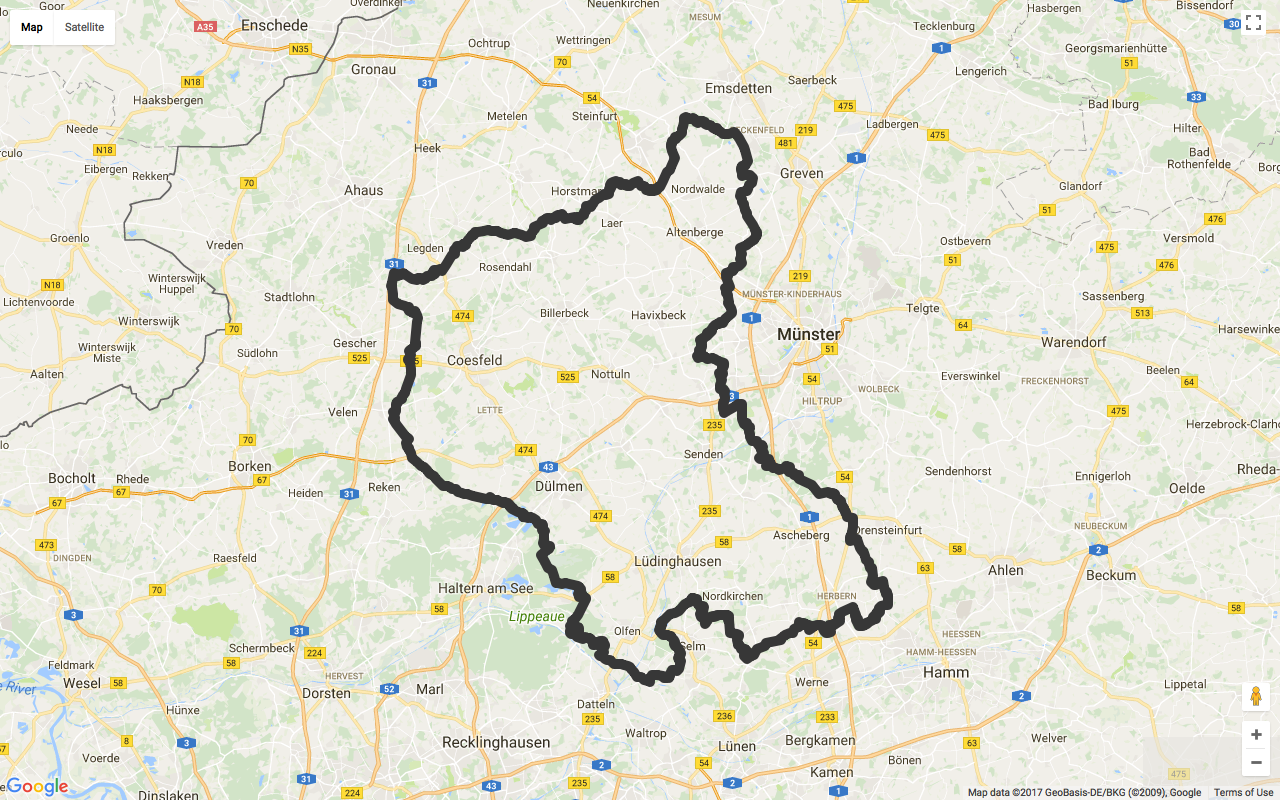 Goor
Overdinkel
Neuenkirchen
Hasbergen
Bissendorf
Map
Satellite
A35
Enschede
MESUM
Tecklenburg
30
N35
Ochtrup
Wettringen
1
Georgsmarienhütte
Gronau
70
51
Lengerich
N18
31
Emsdetten
Saerbeck
33
Haaksbergen
54
475
Bad Iburg
Metelen
Steinfurt
Ladbergen
Hilter
Neede
ECKENFELD
219
475
N18
Heek
481
1
Bad
Rothenfelde
Eibergen
Rekken
Greven
70
Ahaus
Horstmar
Nordwalde
Glandorf
51
476
Groenlo
Laer
Altenberge
Versmold
Vreden
Legden
Ostbevern
475
31
Rosendahl
51
476
Winterswijk
Huppel
219
N18
Stadtlohn
MÜNSTER-KINDERHAUS
Sassenberg
Lichtenvoorde
Billerbeck
Havixbeck
Telgte
513
Winterswijk
474
1
64
70
Münster
Harsewinkel
Gescher
Warendorf
Winterswijk
Miste
Südlohn
525
Coesfeld
51
Aalten
Nottuln
525
54
Everswinkel
FRECKENHORST
Beelen
64
WOLBECK
HILTRUP
Velen
LETTE
475
235
Herzebrock-Clarholz
70
474
Senden
Borken
43
54
Sendenhorst
Bocholt
Rhede
67
Ennigerloh
67
Heiden
31
Reken
Dülmen
Oelde
67
474
235
1
NEUBECKUM
473
Ascheberg
Drensteinfurt
DINGDEN
Raesfeld
58
58
2
Lüdinghausen
63
Ahlen
Beckum
70
58
Haltern am See
Nordkirchen
HERBERN
58
58
3
Lippeaue
31
Olfen
HEESSEN
Schermbeck
224
Selm
54
HAMM-HEESSEN
Feldmark
58
HERVEST
Hamm
Wesel
58
Marl
52
Werne
Lippetal
Dorsten
2
Hünxe
Datteln
235
236
233
8
3
Waltrop
Recklinghausen
Lünen
Bergkamen
63
Welver
Voerde
54
Bönen
2
Kamen
475
31
43
580
2
1
224
Dinslaken
Google
Map data ©2017 GeoBasis-DE/BKG (©2009), Google
Terms of Use